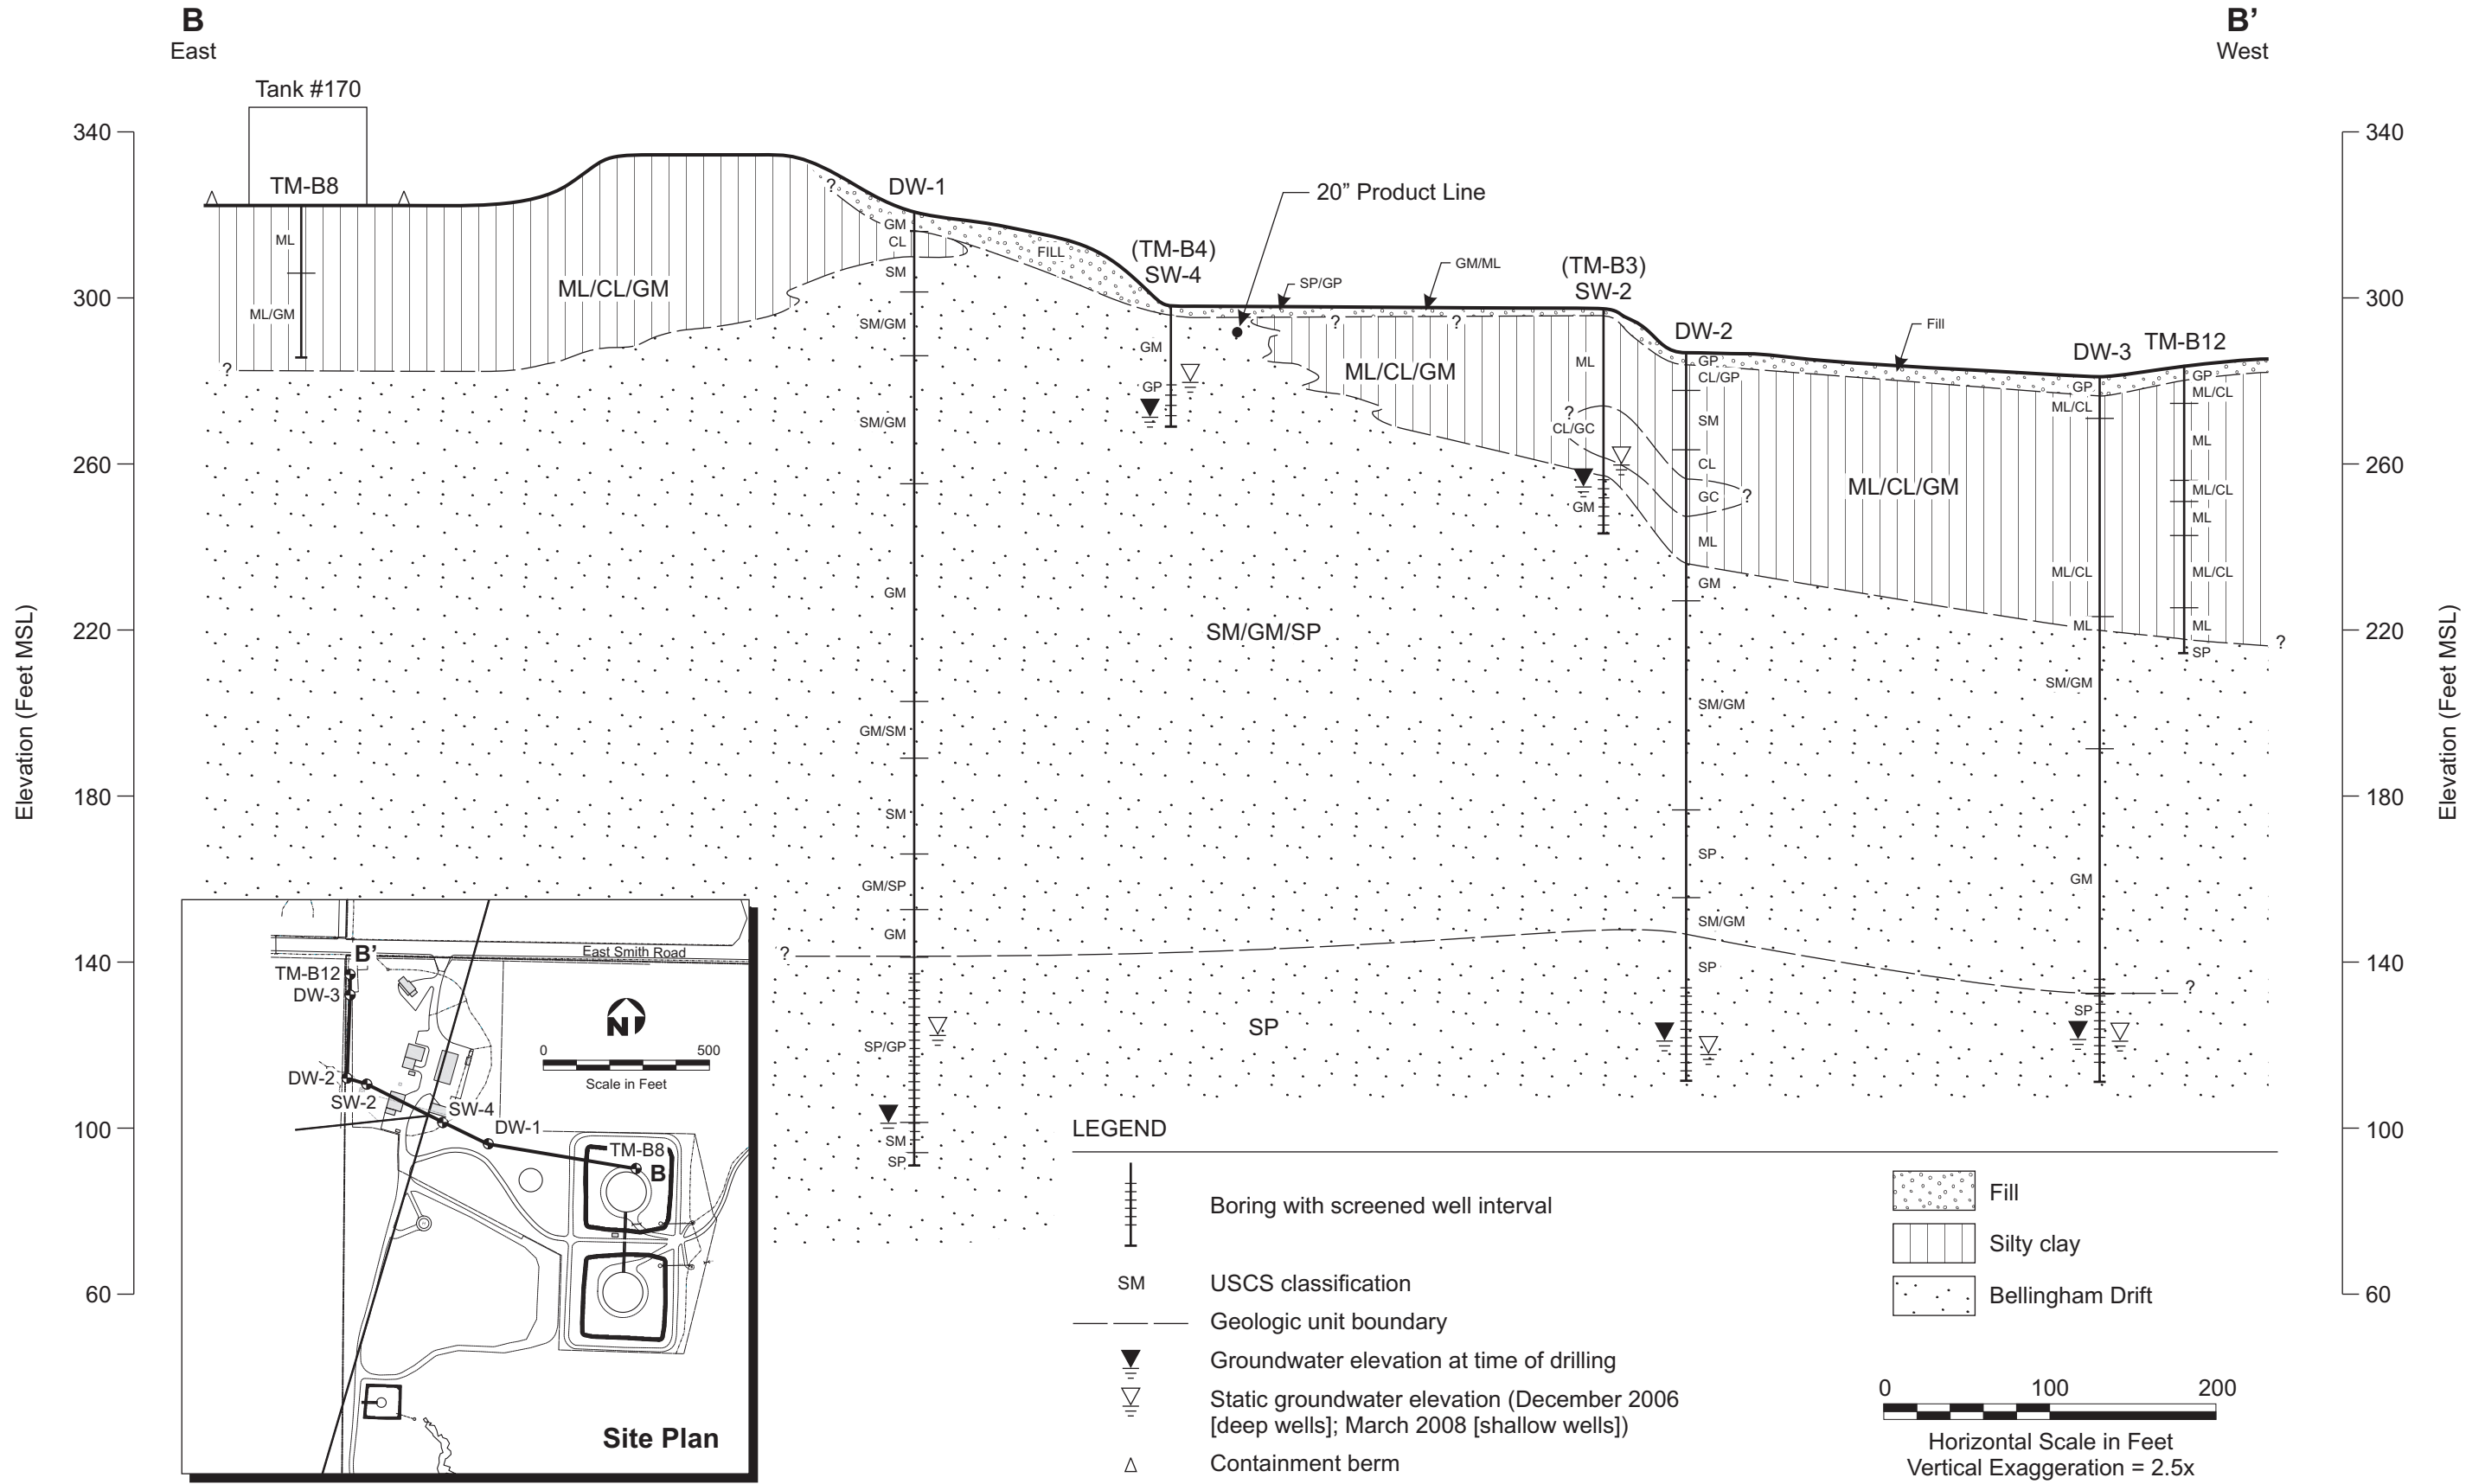 B
East
B’
West
Tank #170
340
300
260
220
180
140
100
60
Elevation (Feet MSL)
340
300
260
220
180
140
100
60
Elevation (Feet MSL)
TM-B8
ML
ML/GM
?
ML/CL/GM
?
DW-1
GM
CL
SM
SM/GM
SM/GM
GM
GM/SM
SM
GM/SP
GM
SP/GP
SM
SP
FILL
(TM-B4)
SW-4
GM
GP
20” Product Line
SP/GP
GM/ML
?
?
ML/CL/GM
(TM-B3)
SW-2
ML
?
CL/GC
GM
DW-2
GP
CL/GP
SM
CL
GC
?
ML
GM
SM/GM
SP
SM/GM
SP
Fill
ML/CL/GM
DW-3
GP
ML/CL
ML/CL
ML
SM/GM
GM
SP
TM-B12
GP
ML/CL
ML
ML/CL
ML
ML/CL
ML
SP
?
SM/GM/SP
?
?
SP
East Smith Road
B’
TM-B12
DW-3
N
0 500
Scale in Feet
DW-2
SW-2
SW-4
DW-1
TM-B8
B
Site Plan
LEGEND
Boring with screened well interval
SM USCS classification
Geologic unit boundary
Groundwater elevation at time of drilling
Static groundwater elevation (December 2006
[deep wells]; March 2008 [shallow wells])
Containment berm
Fill
Silty clay
Bellingham Drift
0 100 200
Horizontal Scale in Feet
Vertical Exaggeration = 2.5x